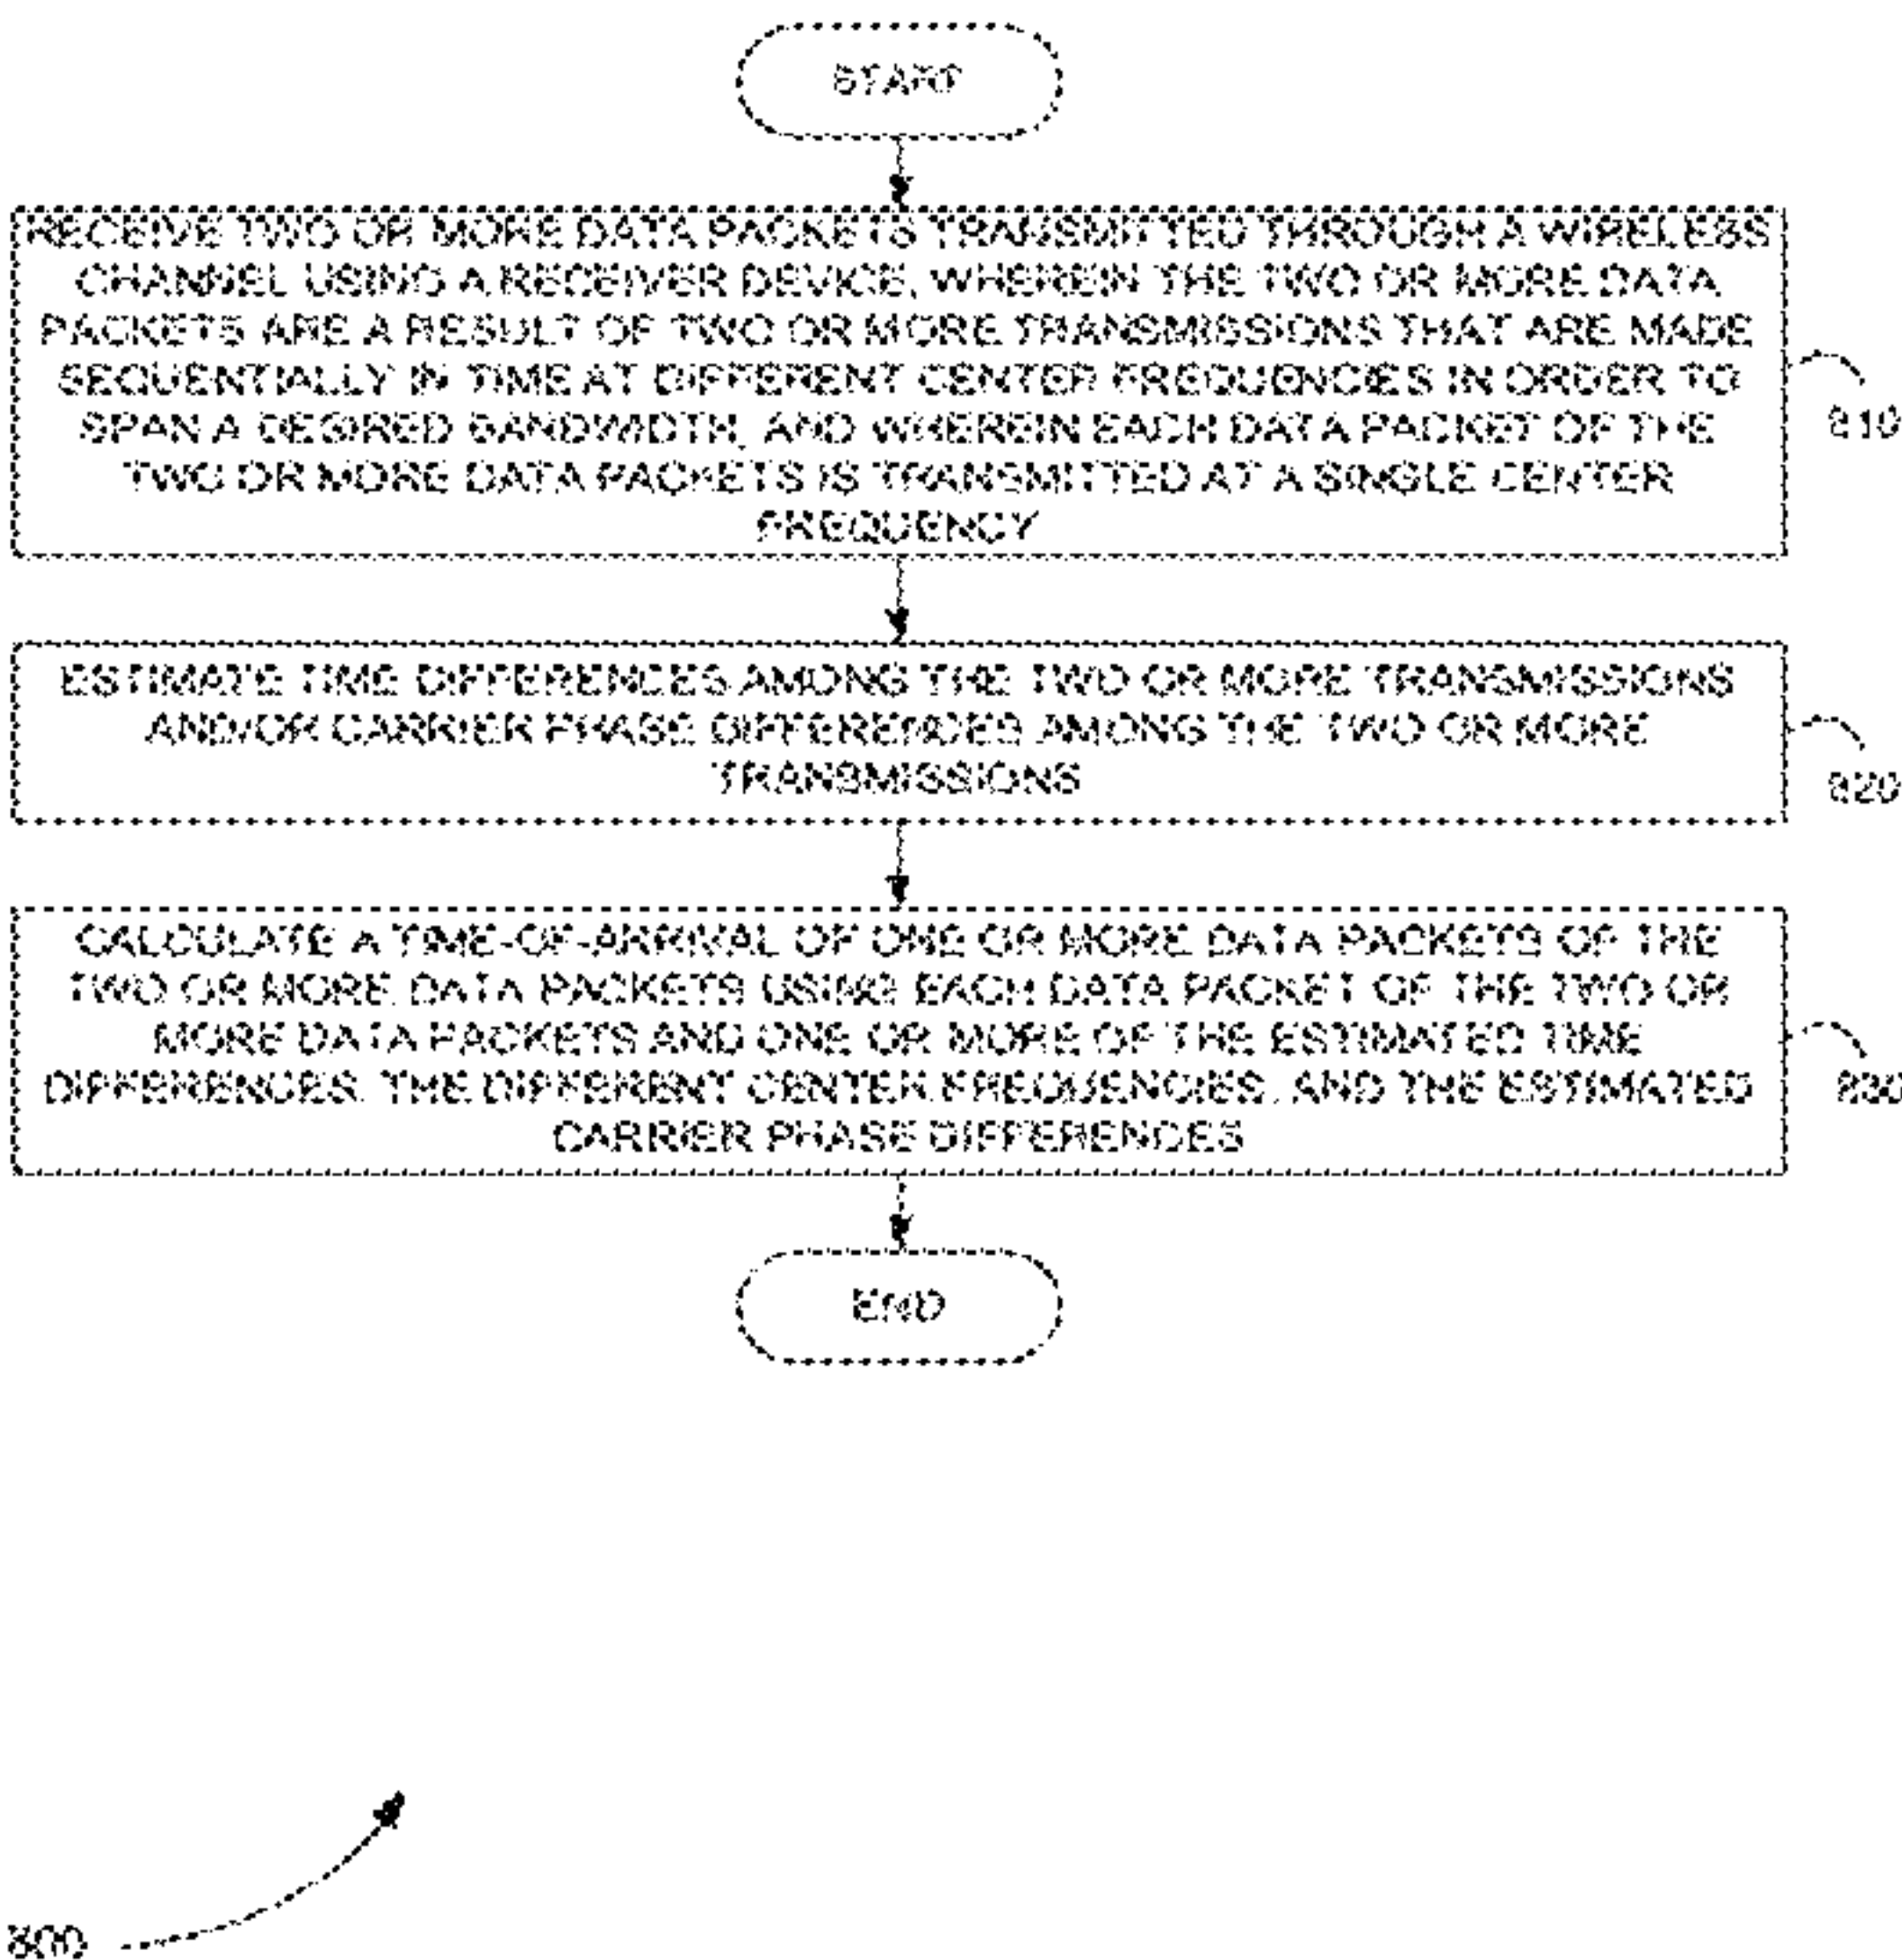 START
RECEIVE TWO OR MORE DATA PACKETS TRANSMITTED THROUGH A WIRELESS
CHANNEL USING A RECEIVER DEVICE, WHEREIN THE TWO OR MORE DATA
PACKETS ARE A RESULT OF TWO OR MORE TRANSMISSIONS THAT ARE MADE
SEQUENTIALLY IN TIME AT DIFFERENT CENTER FREQUENCIES IN ORDER TO
SPAN A DESIRED BANDWIDTH, AND WHEREIN EACH DATA PACKET OF THE
TWO OR MORE DATA PACKETS IS TRANSMITTED AT A SINGLE CENTER
FREQUENCY
810
ESTIMATE TIME DIFFERENCES AMONG THE TWO OR MORE TRANSMISSIONS
AND/OR CARRIER PHASE DIFFERENCES AMONG THE TWO OR MORE
TRANSMISSIONS
820
CALCULATE A TIME-OF-ARRIVAL OF ONE OR MORE DATA PACKETS OF THE
TWO OR MORE DATA PACKETS USING EACH DATA PACKET OF THE TWO OR
MORE DATA PACKETS AND ONE OR MORE OF THE ESTIMATED TIME
DIFFERENCES, THE DIFFERENT CENTER FREQUENCIES, AND THE ESTIMATED
CARRIER PHASE DIFFERENCES
830
END
800